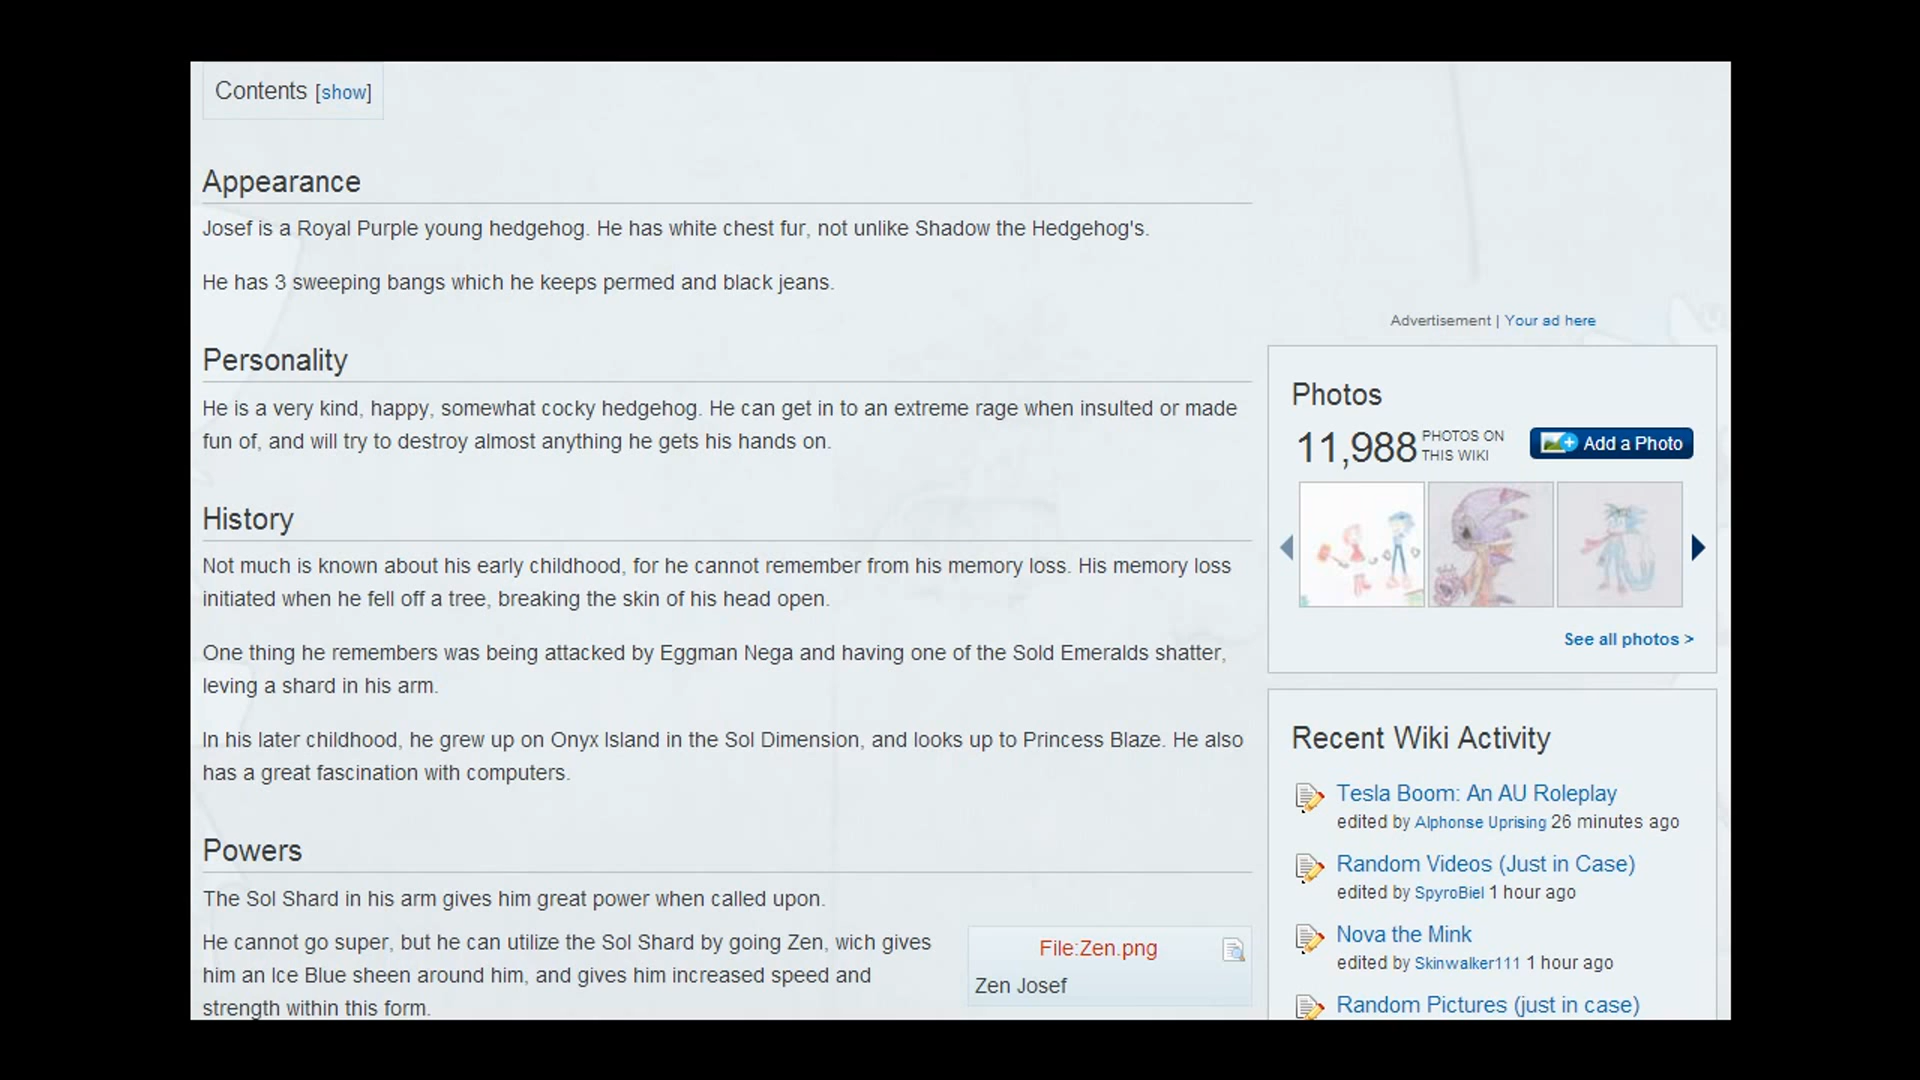 Contents [show]
Appearance
Josef is a Royal Purple young hedgehog. He has white chest fur, not unlike Shadow the Hedgehog's.
He has 3 sweeping bangs which he keeps permed and black jeans.
Personality
He is a very kind, happy, somewhat cocky hedgehog. He can get in to an extreme rage when insulted or made
fun of, and will try to destroy almost anything he gets his hands on.
History
Not much is known about his early childhood, for he cannot remember from his memory loss. His memory loss
initiated when he fell off a tree, breaking the skin of his head open.
One thing he remembers was being attacked by Eggman Nega and having one of the Sold Emeralds shatter,
leving a shard in his arm.
In his later childhood, he grew up on Onyx Island in the Sol Dimension, and looks up to Princess Blaze. He also
has a great fascination with computers.
Powers
The Sol Shard in his arm gives him great power when called upon.
He cannot go super, but he can utilize the Sol Shard by going Zen, wich gives
him an Ice Blue sheen around him, and gives him increased speed and
strength within this form.
File:Zen.png
Zen Josef
Advertisement | Your ad here
Photos
11,988 PHOTOS ON
THIS WIKI
Add a Photo
See all photos >
Recent Wiki Activity
Tesla Boom: An AU Roleplay
edited by Alphonse Uprising 26 minutes ago
Random Videos (Just in Case)
edited by SpyroBiel 1 hour ago
Nova the Mink
edited by Skinwalker111 1 hour ago
Random Pictures (just in case)